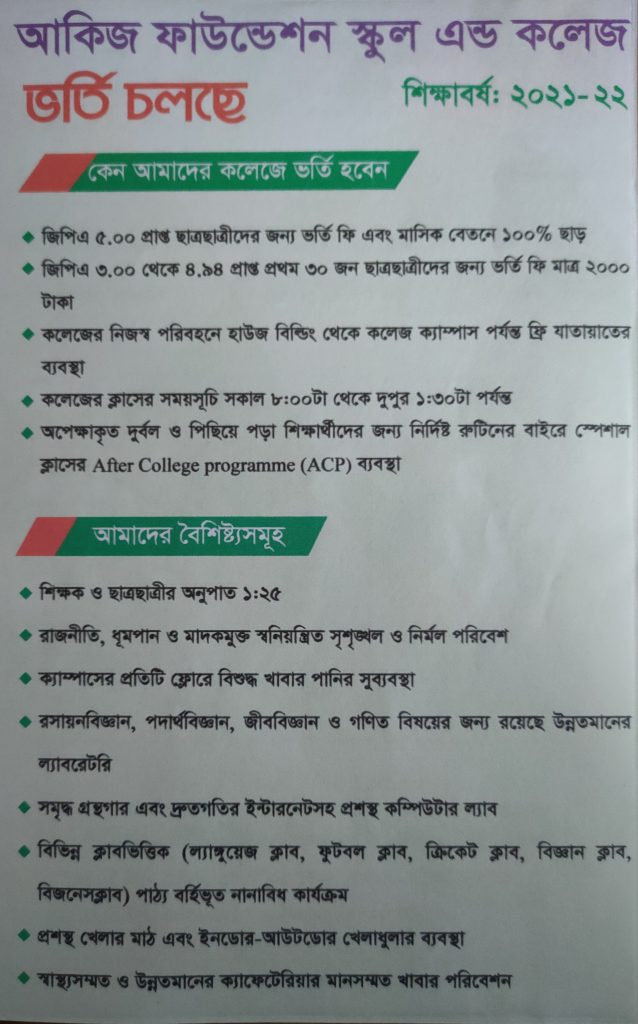 আকিজ ফাউন্ডেশন স্কুল এন্ড কলেজ
ভর্তি চলছে
শিক্ষাবর্ষ: ২০২১-২২
কেন আমাদের কলেজে ভর্তি হবেন
জিপিএ ৫.০০ প্রাপ্ত ছাত্রছাত্রীদের জন্য ভর্তি ফি এবং মাসিক বেতনে ১০০% ছাড়
জিপিএ ৩.০০ থেকে ৪.৯৪ প্রাপ্ত প্রথম ৩০ জন ছাত্রছাত্রীদের জন্য ভর্তি ফি মাত্র ২০০০
টাকা
কলেজের নিজস্ব পরিবহনে হাউজ বিল্ডিং থেকে কলেজ ক্যাম্পাস পর্যন্ত ফ্রি যাতায়াতের
ব্যবস্থা
কলেজের ক্লাসের সময়সূচি সকাল ৮:০০টা থেকে দুপুর ১:৩০টা পর্যন্ত
অপেক্ষাকৃত দুর্বল ও পিছিয়ে পড়া শিক্ষার্থীদের জন্য নির্দিষ্ট রুটিনের বাইরে স্পেশাল
ক্লাসের After College programme (ACP) ব্যবস্থা
আমাদের বৈশিষ্ট্যসমূহ
শিক্ষক ও ছাত্রছাত্রীর অনুপাত ১:২৫
রাজনীতি, ধূমপান ও মাদকমুক্ত স্বনিয়ন্ত্রিত সুশৃঙ্খল ও নির্মল পরিবেশ
ক্যাম্পাসের প্রতিটি ফ্লোরে বিশুদ্ধ খাবার পানির সুব্যবস্থা
রসায়নবিজ্ঞান, পদার্থবিজ্ঞান, জীববিজ্ঞান ও গণিত বিষয়ের জন্য রয়েছে উন্নতমানের
ল্যাবরেটরি
সমৃদ্ধ গ্রন্থগার এবং দ্রুতগতির ইন্টারনেটসহ প্রশস্থ কম্পিউটার ল্যাব
বিভিন্ন ক্লাবভিত্তিক (ল্যাঙ্গুয়েজ ক্লাব, ফুটবল ক্লাব, ক্রিকেট ক্লাব, বিজ্ঞান ক্লাব,
বিজনেসক্লাব) পাঠ্য বর্হিভূত নানাবিধ কার্যক্রম
প্রশস্থ খেলার মাঠ এবং ইনডোর-আউটডোর খেলাধুলার ব্যবস্থা
স্বাস্থ্যসম্মত ও উন্নতমানের ক্যাফেটেরিয়ার মানসম্মত খাবার পরিবেশন